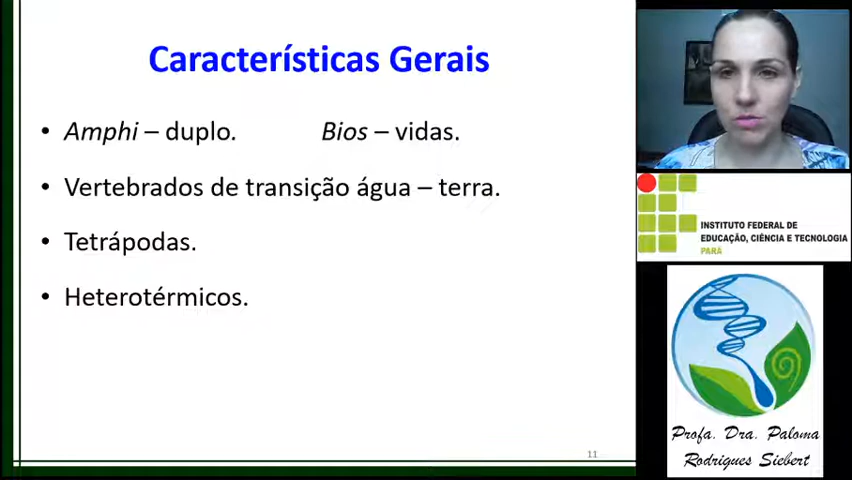 Características Gerais
• Amphi – duplo. Bios – vidas.
• Vertebrados de transição água – terra.
• Tetrápodas.
• Heterotérmicos.
11
INSTITUTO FEDERAL DE
EDUCAÇÃO, CIÊNCIA E TECNOLOGIA
PARÁ
Profa. Dra. Paloma
Rodrigues Siebert